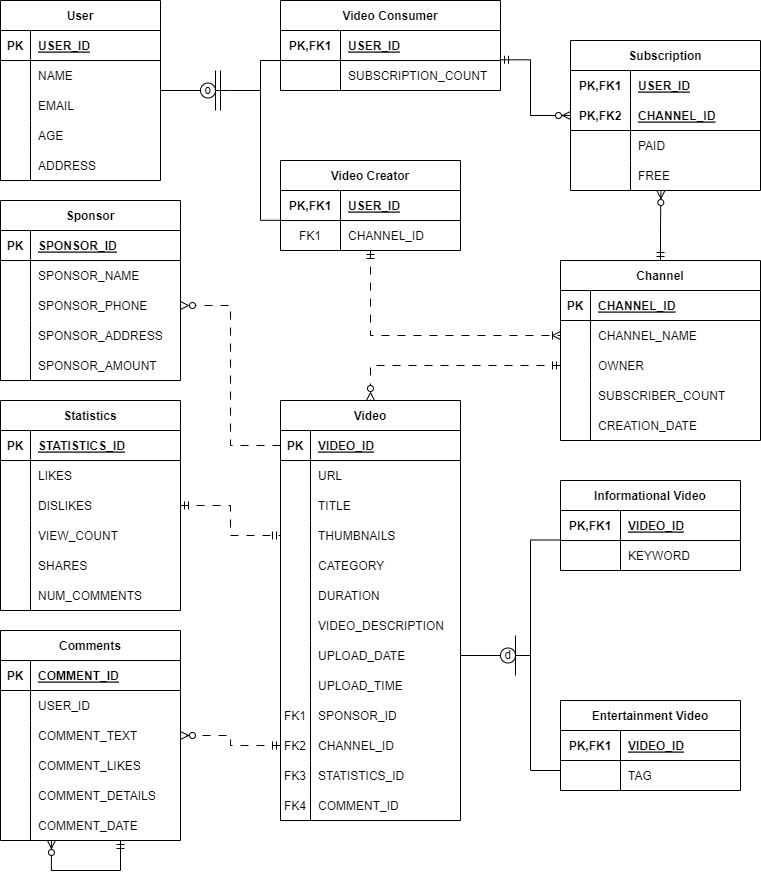 User
PK USER_ID
NAME
EMAIL
AGE
ADDRESS
o
Video Consumer
PK,FK1 USER_ID
SUBSCRIPTION_COUNT
Subscription
PK,FK1 USER_ID
PK,FK2 CHANNEL_ID
PAID
FREE
Video Creator
PK,FK1 USER_ID
FK1 CHANNEL_ID
Sponsor
PK SPONSOR_ID
SPONSOR_NAME
SPONSOR_PHONE
SPONSOR_ADDRESS
SPONSOR_AMOUNT
Channel
PK CHANNEL_ID
CHANNEL_NAME
OWNER
SUBSCRIBER_COUNT
CREATION_DATE
Statistics
PK STATISTICS_ID
LIKES
DISLIKES
VIEW_COUNT
SHARES
NUM_COMMENTS
Video
PK VIDEO_ID
URL
TITLE
THUMBNAILS
CATEGORY
DURATION
VIDEO_DESCRIPTION
UPLOAD_DATE
UPLOAD_TIME
FK1 SPONSOR_ID
FK2 CHANNEL_ID
FK3 STATISTICS_ID
FK4 COMMENT_ID
d
Informational Video
PK,FK1 VIDEO_ID
KEYWORD
Comments
PK COMMENT_ID
USER_ID
COMMENT_TEXT
COMMENT_LIKES
COMMENT_DETAILS
COMMENT_DATE
Entertainment Video
PK,FK1 VIDEO_ID
TAG